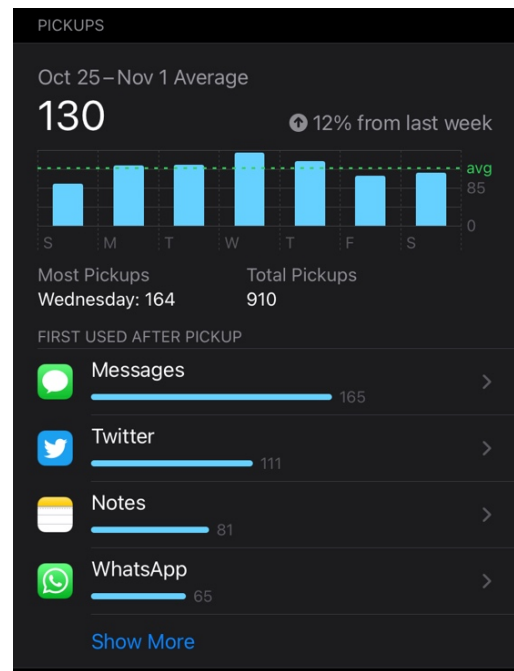 PICKUPS
Oct 25–Nov 1 Average
130
12% from last week
avg
85
0
S M T W T F S
Most Pickups Total Pickups
Wednesday: 164 910
FIRST USED AFTER PICKUP
Messages
165
Twitter
111
Notes
81
WhatsApp
65
Show More